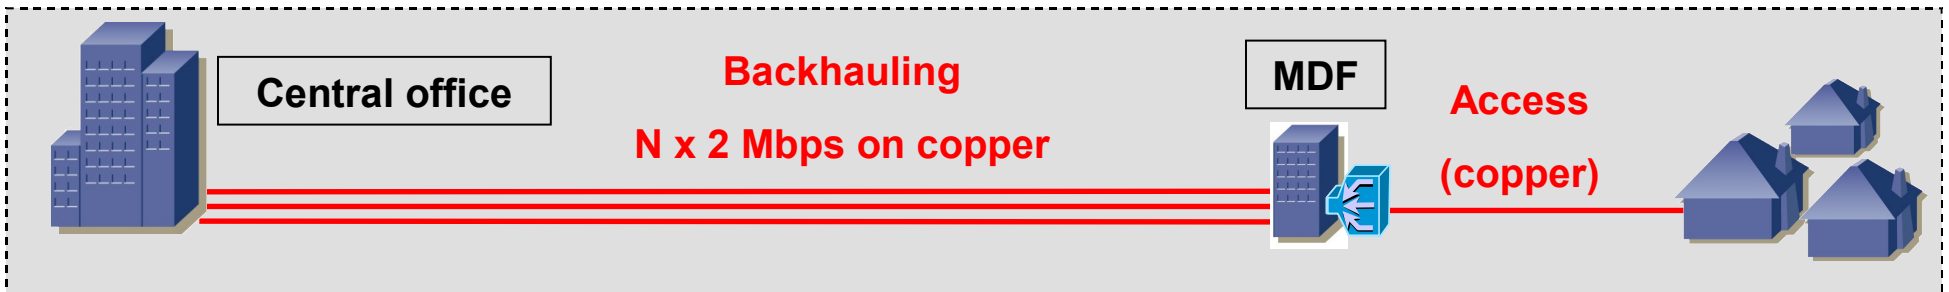 Central office
Backhauling
N x 2 Mbps on copper
MDF
Access
(copper)